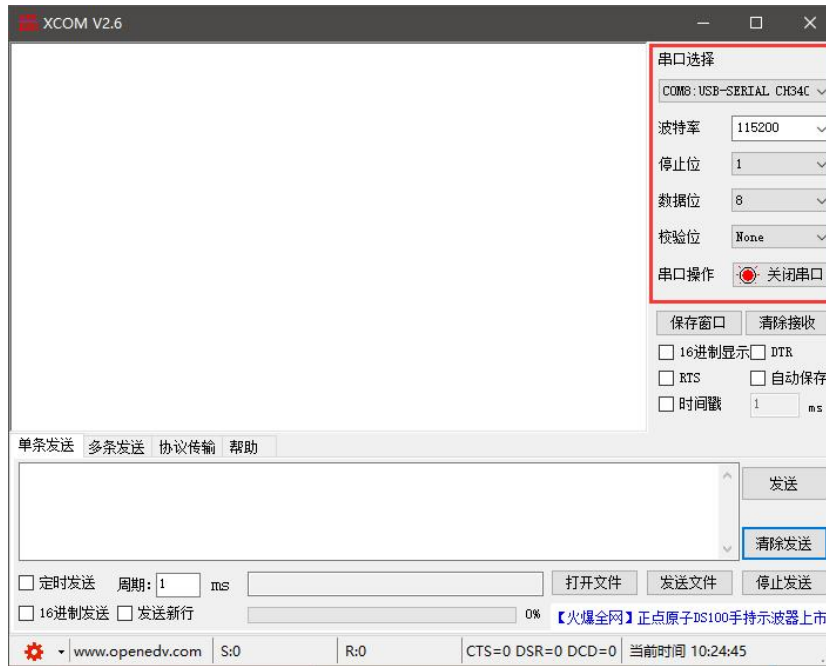 XCOM V2.6
串口选择
COM8:USB-SERIAL CH34C
波特率 115200
停止位 1
数据位 8
校验位 None
串口操作 关闭串口
保存窗口 清除接收
16进制显示 DTR
RTS 自动保存
时间戳 1 ms
单条发送 多条发送 协议传输 帮助
发送
清除发送
定时发送 周期: 1 ms 打开文件 发送文件 停止发送
16进制发送 发送新行 0% 【火爆全网】正点原子DS100手持示波器上市
www.openedv.com S:0 R:0 CTS=0 DSR=0 DCD=0 当前时间 10:24:45